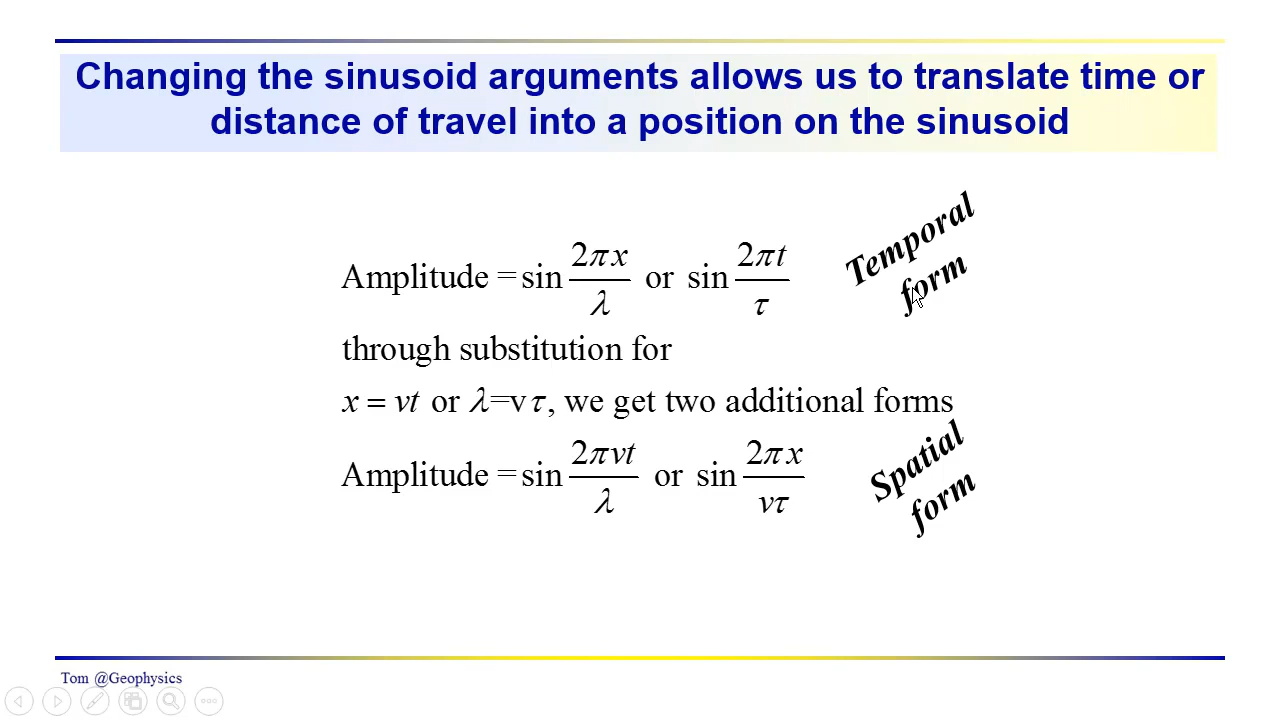 Changing the sinusoid arguments allows us to translate time or
distance of travel into a position on the sinusoid
Amplitude = sin 2πx/λ or sin 2πt/τ
Temporal
form
through substitution for
x = vt or λ=vτ, we get two additional forms
Amplitude = sin 2πvt/λ or sin 2πx/vτ
Spatial
form
Tom @Geophysics